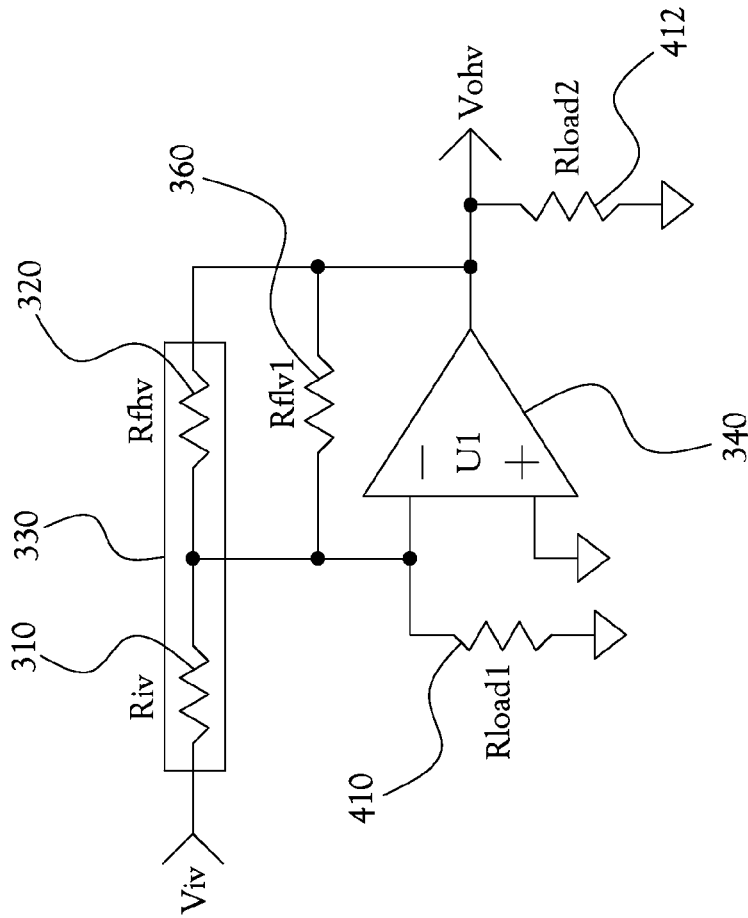 330
310
320
Riv
Rfhv
360
Viv
Rflv1
Vohv
−
U1
+
410
Rload1
340
Rload2
412